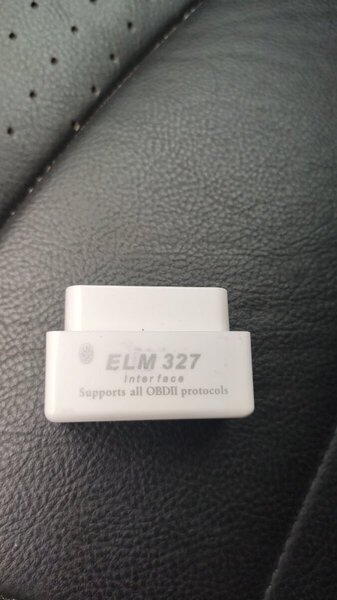 ELM 327
Interface
Supports all OBDII protocols